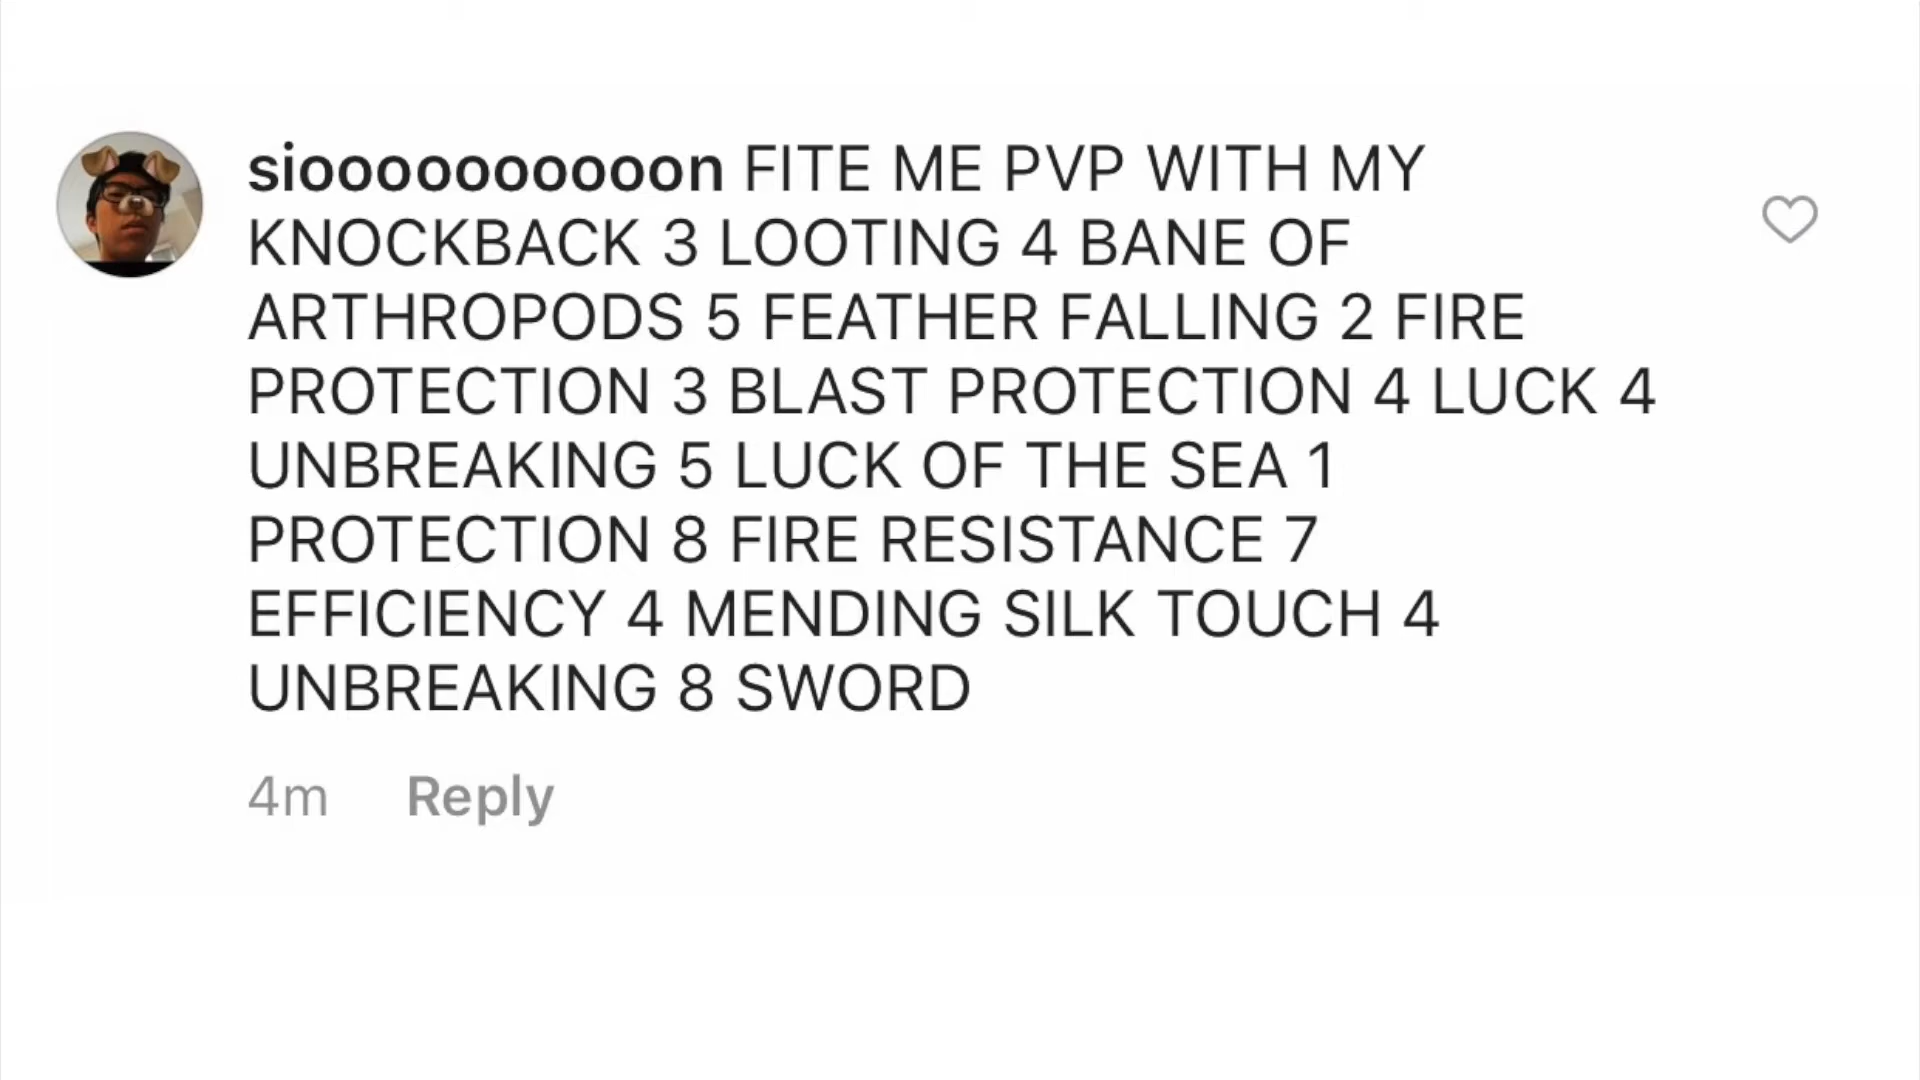 siooooooooooon FITE ME PVP WITH MY
KNOCKBACK 3 LOOTING 4 BANE OF
ARTHROPODS 5 FEATHER FALLING 2 FIRE
PROTECTION 3 BLAST PROTECTION 4 LUCK 4
UNBREAKING 5 LUCK OF THE SEA 1
PROTECTION 8 FIRE RESISTANCE 7
EFFICIENCY 4 MENDING SILK TOUCH 4
UNBREAKING 8 SWORD
4m Reply